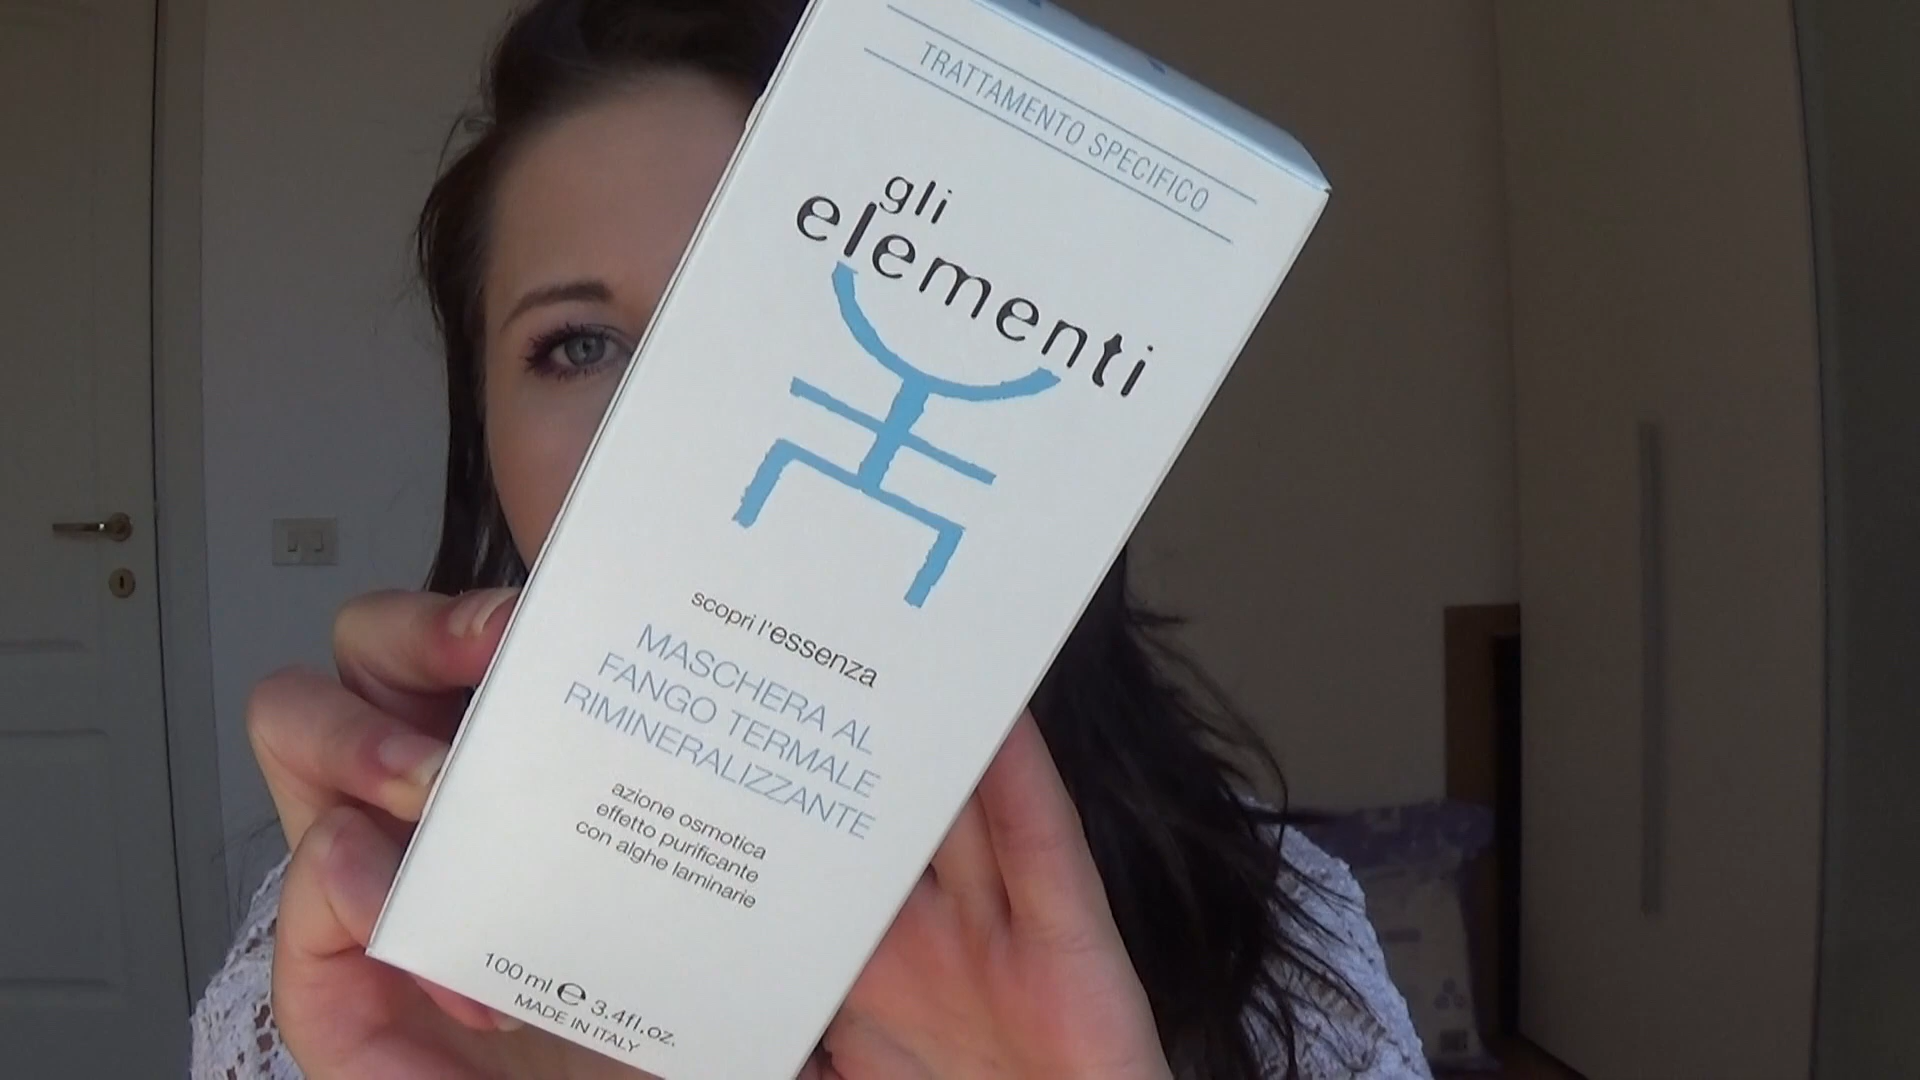 TRATTAMENTO SPECIFICO
gli
elementi
scopri l'essenza
MASCHERA AL
FANGO TERMALE
RIMINERALIZZANTE
azione osmotica
effetto purificante
con alghe laminarie
100 ml ℮ 3.4fl.oz.
MADE IN ITALY